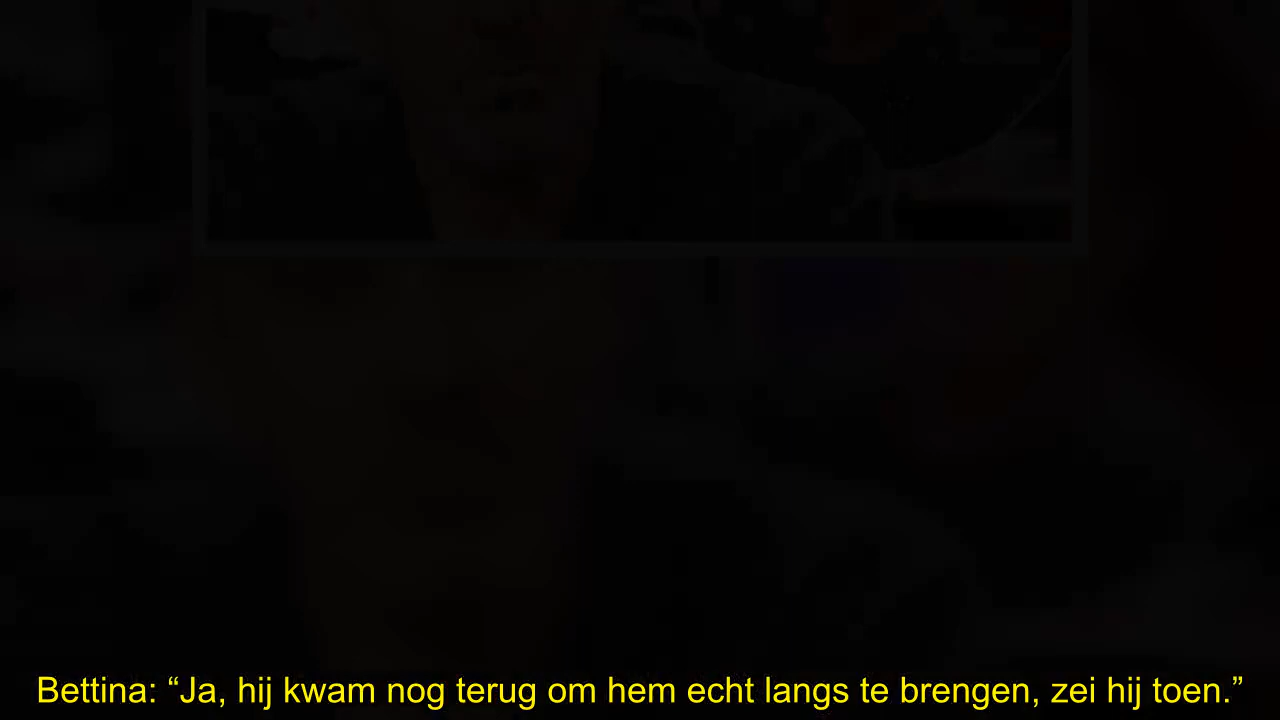 Bettina: “Ja, hij kwam nog terug om hem echt langs te brengen, zei hij toen.”